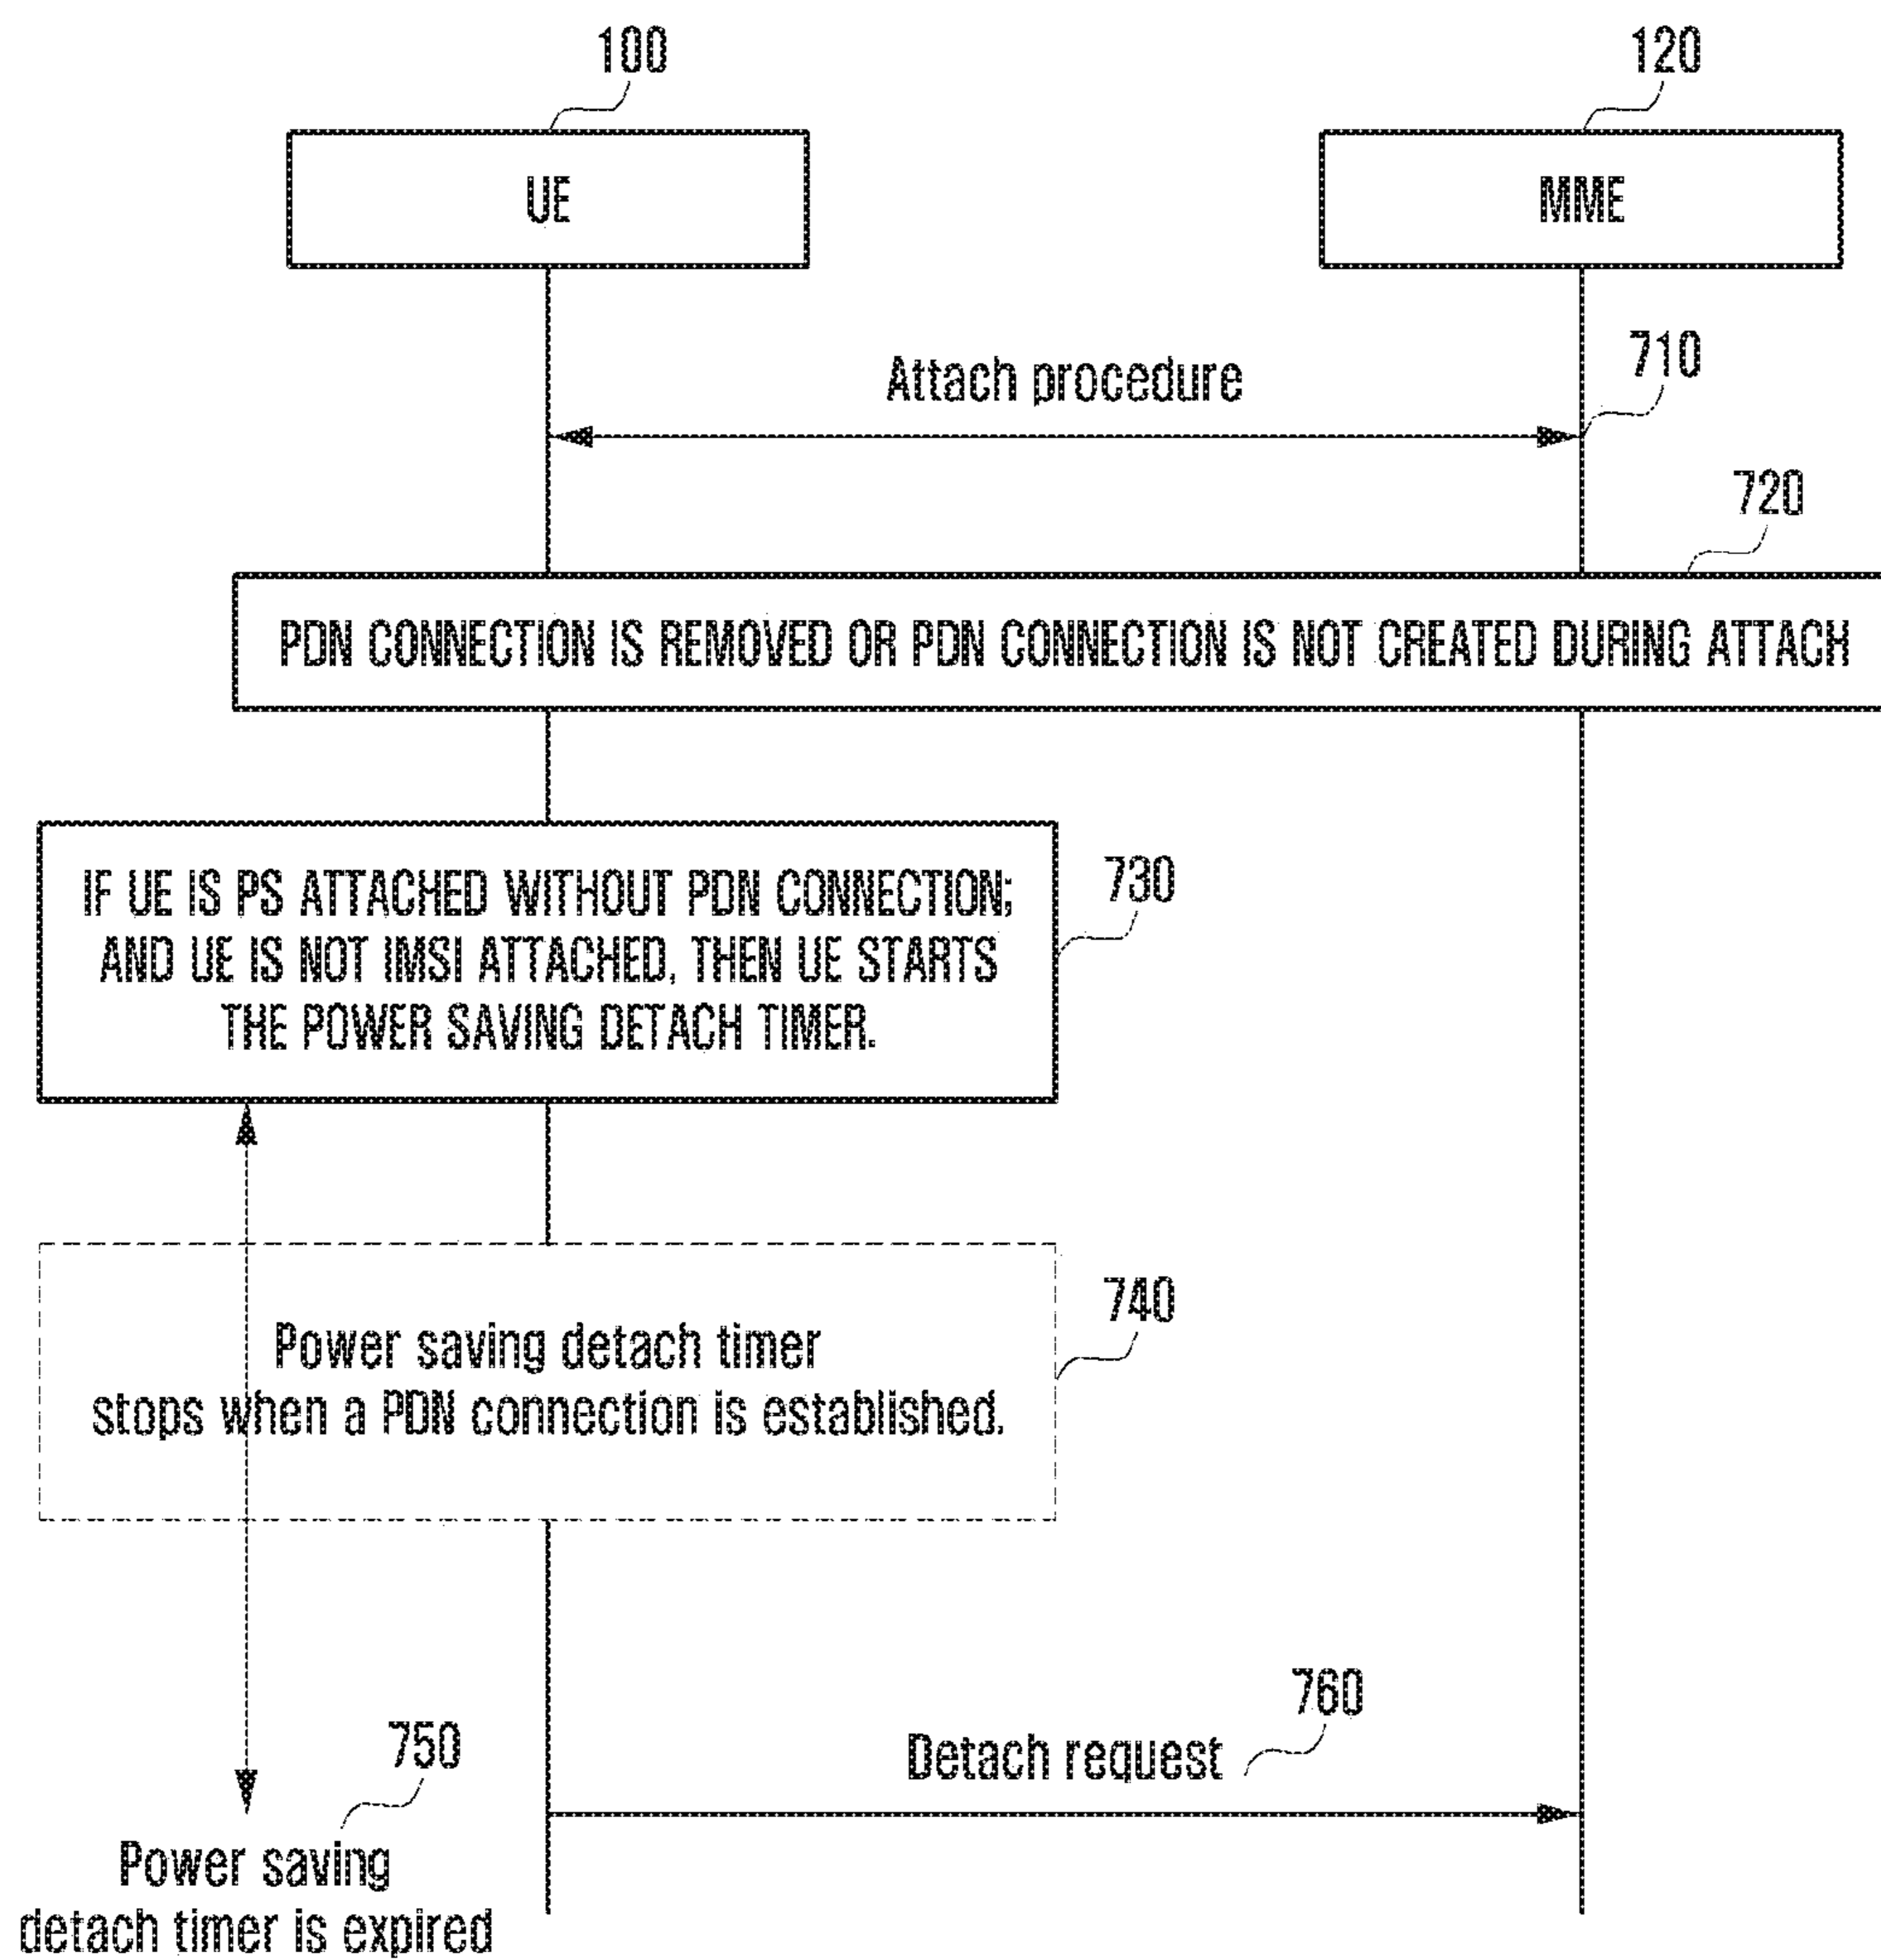 100
120
UE
MME
710
Attach procedure
720
PDN CONNECTION IS REMOVED OR PDN CONNECTION IS NOT CREATED DURING ATTACH
730
IF UE IS PS ATTACHED WITHOUT PDN CONNECTION;
AND UE IS NOT IMSI ATTACHED, THEN UE STARTS
THE POWER SAVING DETACH TIMER.
740
Power saving detach timer
stops when a PDN connection is established.
760
750
Detach request
Power saving
detach timer is expired